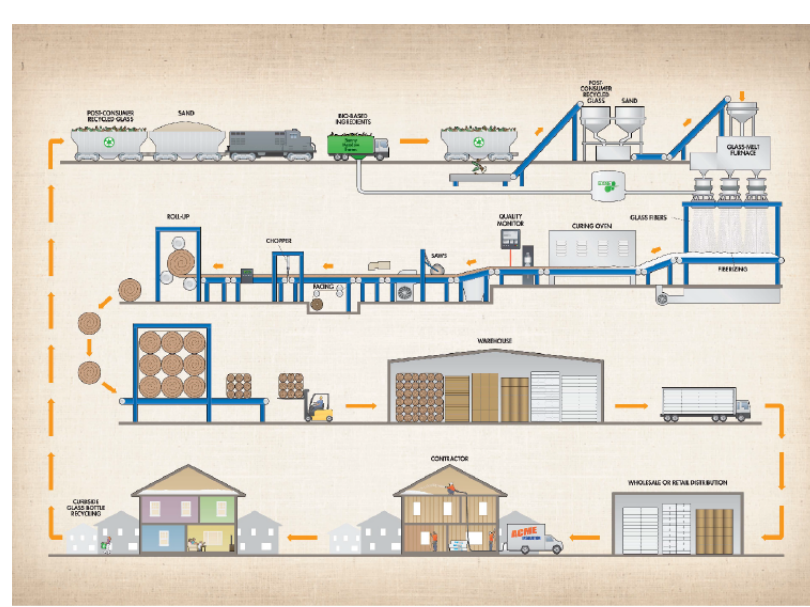 POST-CONSUMER
RECYCLED GLASS
SAND
BIO-BASED
INGREDIENTS
POST-
CONSUMER
RECYCLED
GLASS
SAND
GLASS-MELT
FURNACE
ROLL-UP
CHOPPER
FACING
SAWS
QUALITY
MONITOR
CURING OVEN
GLASS FIBERS
FIBERIZING
WAREHOUSE
CURBSIDE
GLASS BOTTLE
RECYCLING
CONTRACTOR
ACME
WHOLESALE OR RETAIL DISTRIBUTION